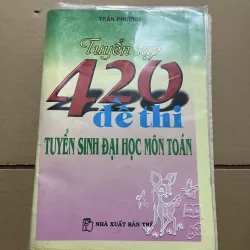 TRẦN PHƯƠNG
Tuyển tập
420
đề thi
TUYỂN SINH ĐẠI HỌC MÔN TOÁN
NHÀ XUẤT BẢN TRẺ